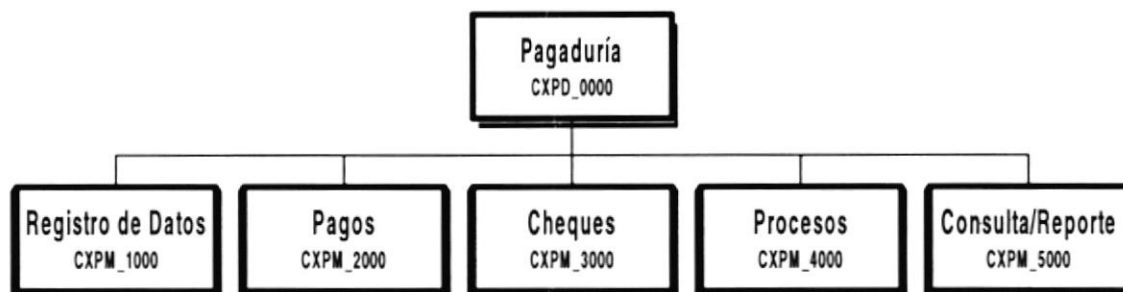 Pagaduría
CXPD_0000
Registro de Datos
CXPM_1000
Pagos
CXPM_2000
Cheques
CXPM_3000
Procesos
CXPM_4000
Consulta/Reporte
CXPM_5000